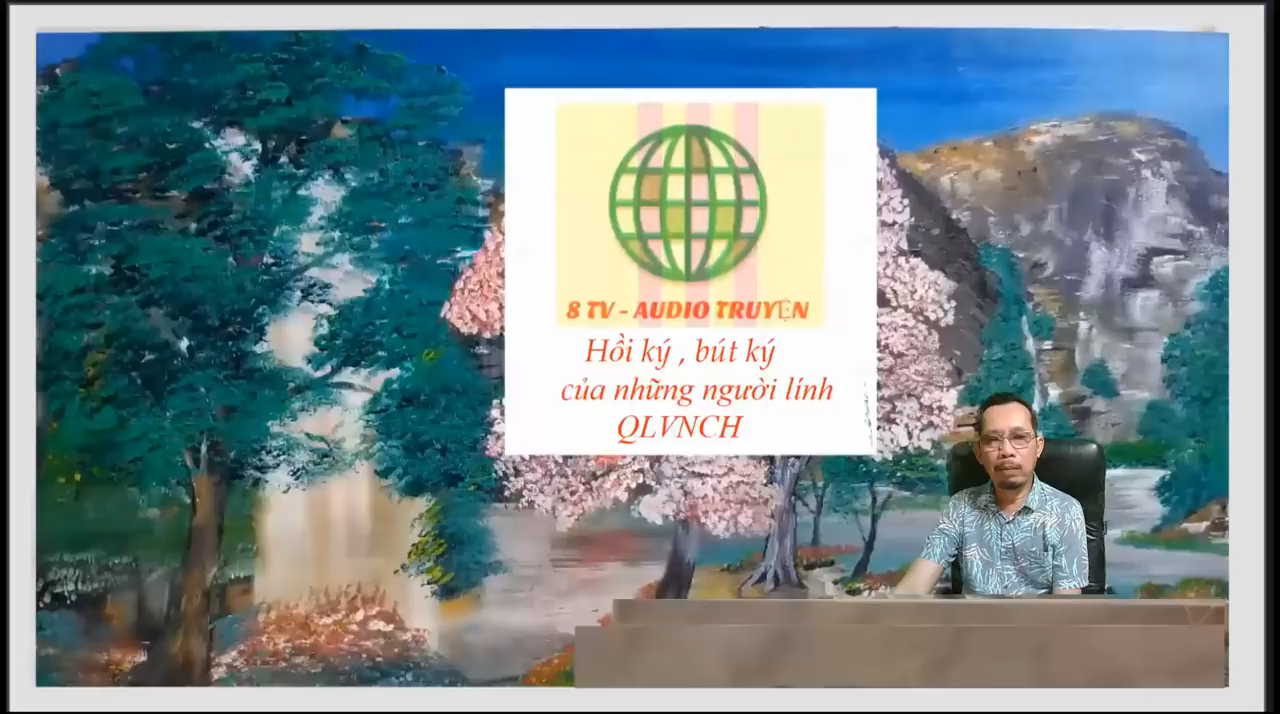 8 TV - AUDIO TRUYỆN
Hồi ký , bút ký
của những người lính
QLVNCH